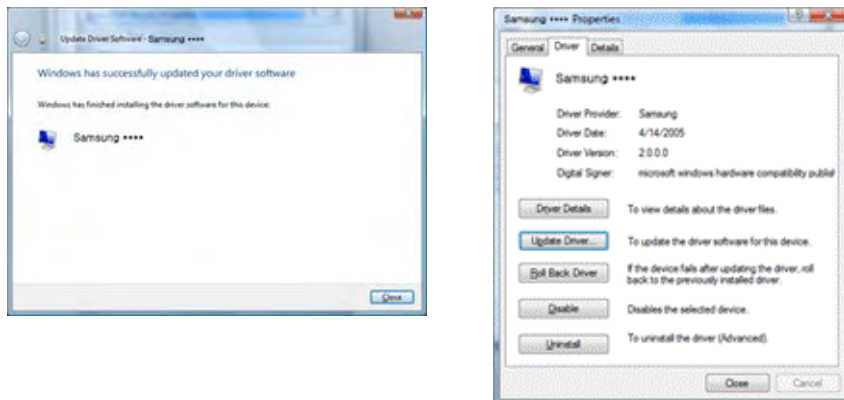 Update Driver Software - Samsung ••••
Windows has successfully updated your driver software
Windows has finished installing the driver software for this device:
Samsung ••••
Close
Samsung •••• Properties
General Driver Details
Samsung ••••
Driver Provider: Samsung
Driver Date: 4/14/2005
Driver Version: 2.0.0.0
Digital Signer: microsoft windows hardware compatibility publis
Driver Details To view details about the driver files.
Update Driver... To update the driver software for this device.
Roll Back Driver If the device fails after updating the driver, roll
back to the previously installed driver.
Disable Disables the selected device.
Uninstall To uninstall the driver (Advanced).
Close Cancel